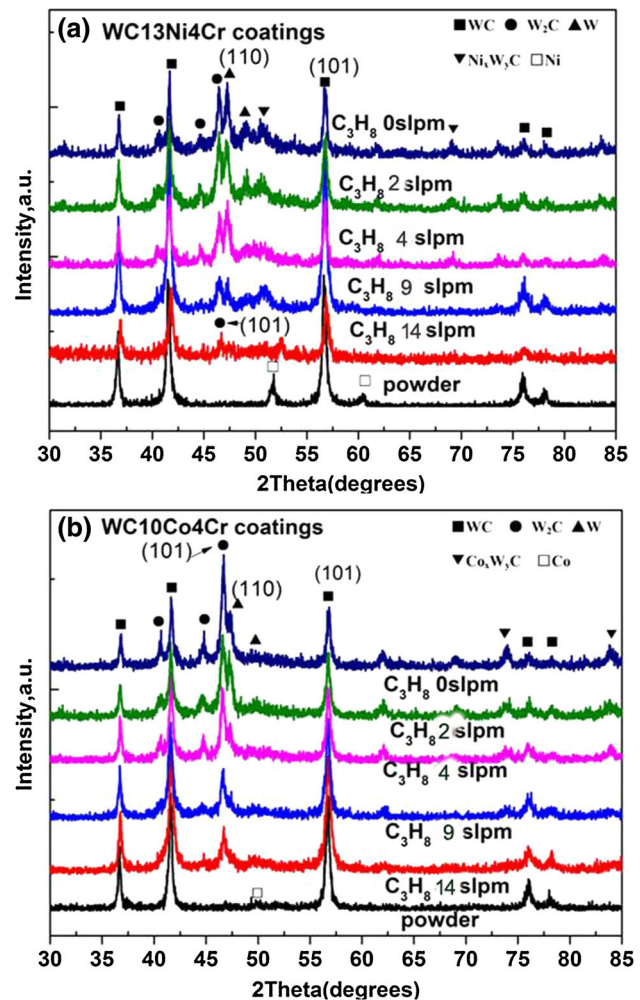 (a) WC13Ni4Cr coatings
■ WC ● W₂C ▲ W
▼ NiₓWᵧC □ Ni
(110)
(101)
C₃H₈ 0slpm
C₃H₈ 2 slpm
C₃H₈ 4 slpm
C₃H₈ 9 slpm
(101)
C₃H₈ 14 slpm
powder
Intensity,a.u.
30 35 40 45 50 55 60 65 70 75 80 85
2Theta(degrees)
(b) WC10Co4Cr coatings
■ WC ● W₂C ▲ W
▼ CoₓWᵧC □ Co
(101)
(110)
(101)
C₃H₈ 0slpm
C₃H₈ 2 slpm
C₃H₈ 4 slpm
C₃H₈ 9 slpm
C₃H₈ 14 slpm
powder
Intensity,a.u.
30 35 40 45 50 55 60 65 70 75 80 85
2Theta(degrees)